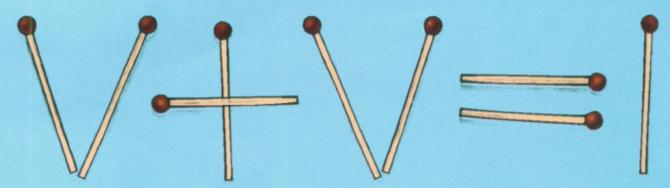 V + V = I